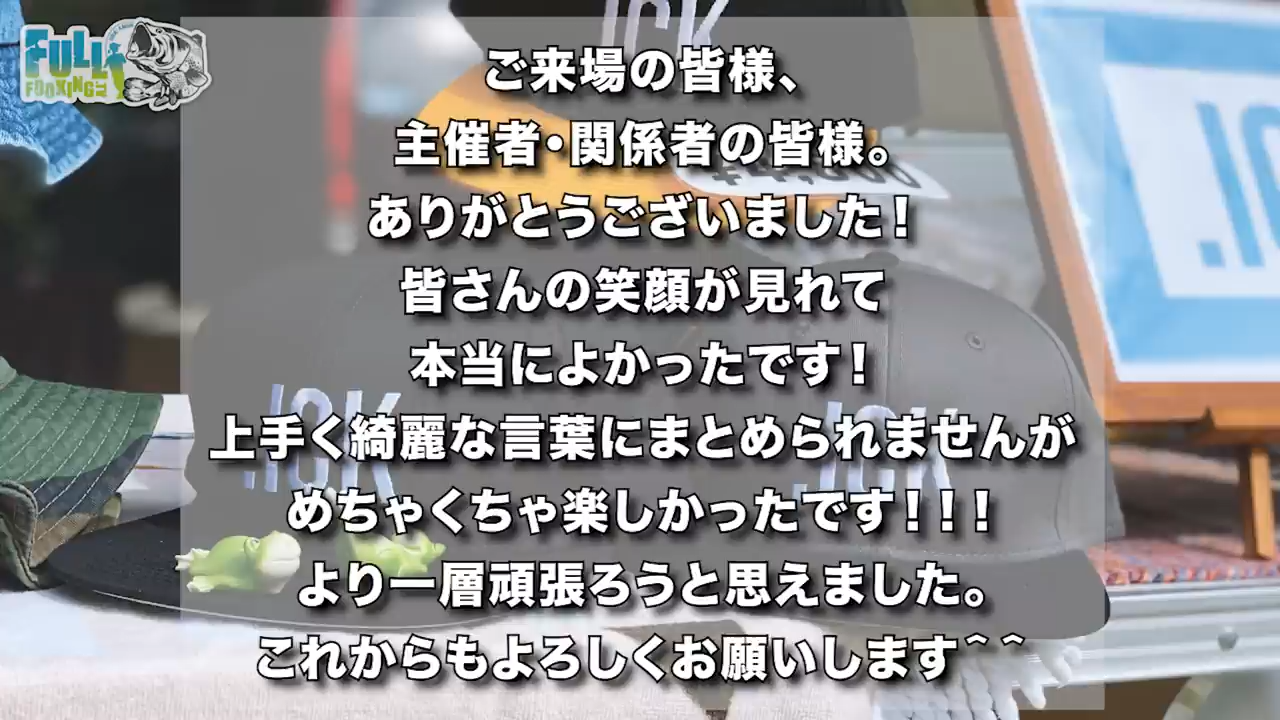 FULL
ご来場の皆様、
主催者・関係者の皆様。
ありがとうございました！
皆さんの笑顔が見れて
本当によかったです！
上手く綺麗な言葉にまとめられませんが
めちゃくちゃ楽しかったです！！！
より一層頑張ろうと思えました。
これからもよろしくお願いします＾＾
.ICK
.ICK